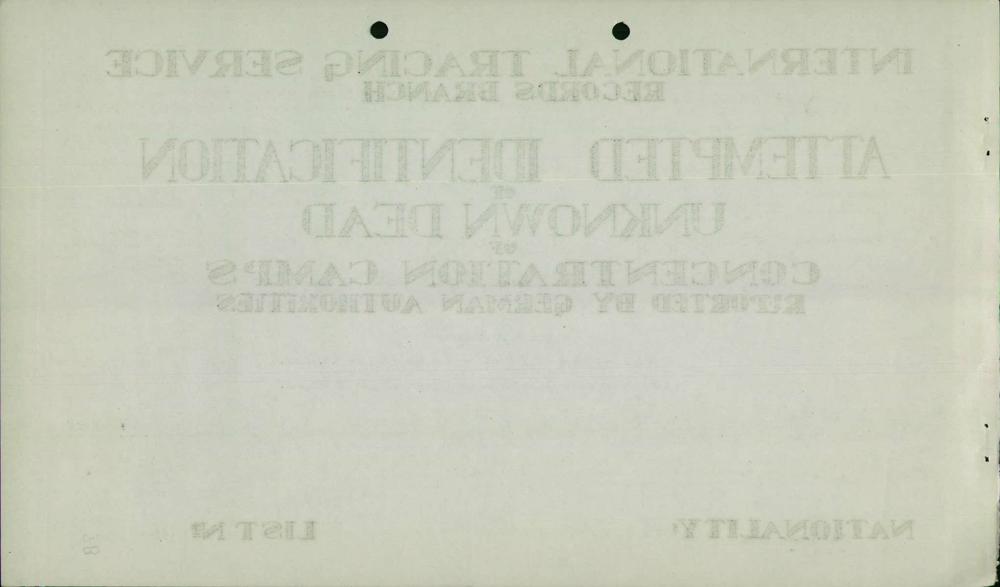 INTERNATIONAL TRACING SERVICE
RECORDS BRANCH
ATTEMPTED IDENTIFICATION
OF
UNKNOWN DEAD
OF
CONCENTRATION CAMPS
REPORTED BY GERMAN AUTHORITIES
NATIONALITY: LIST Nº
38